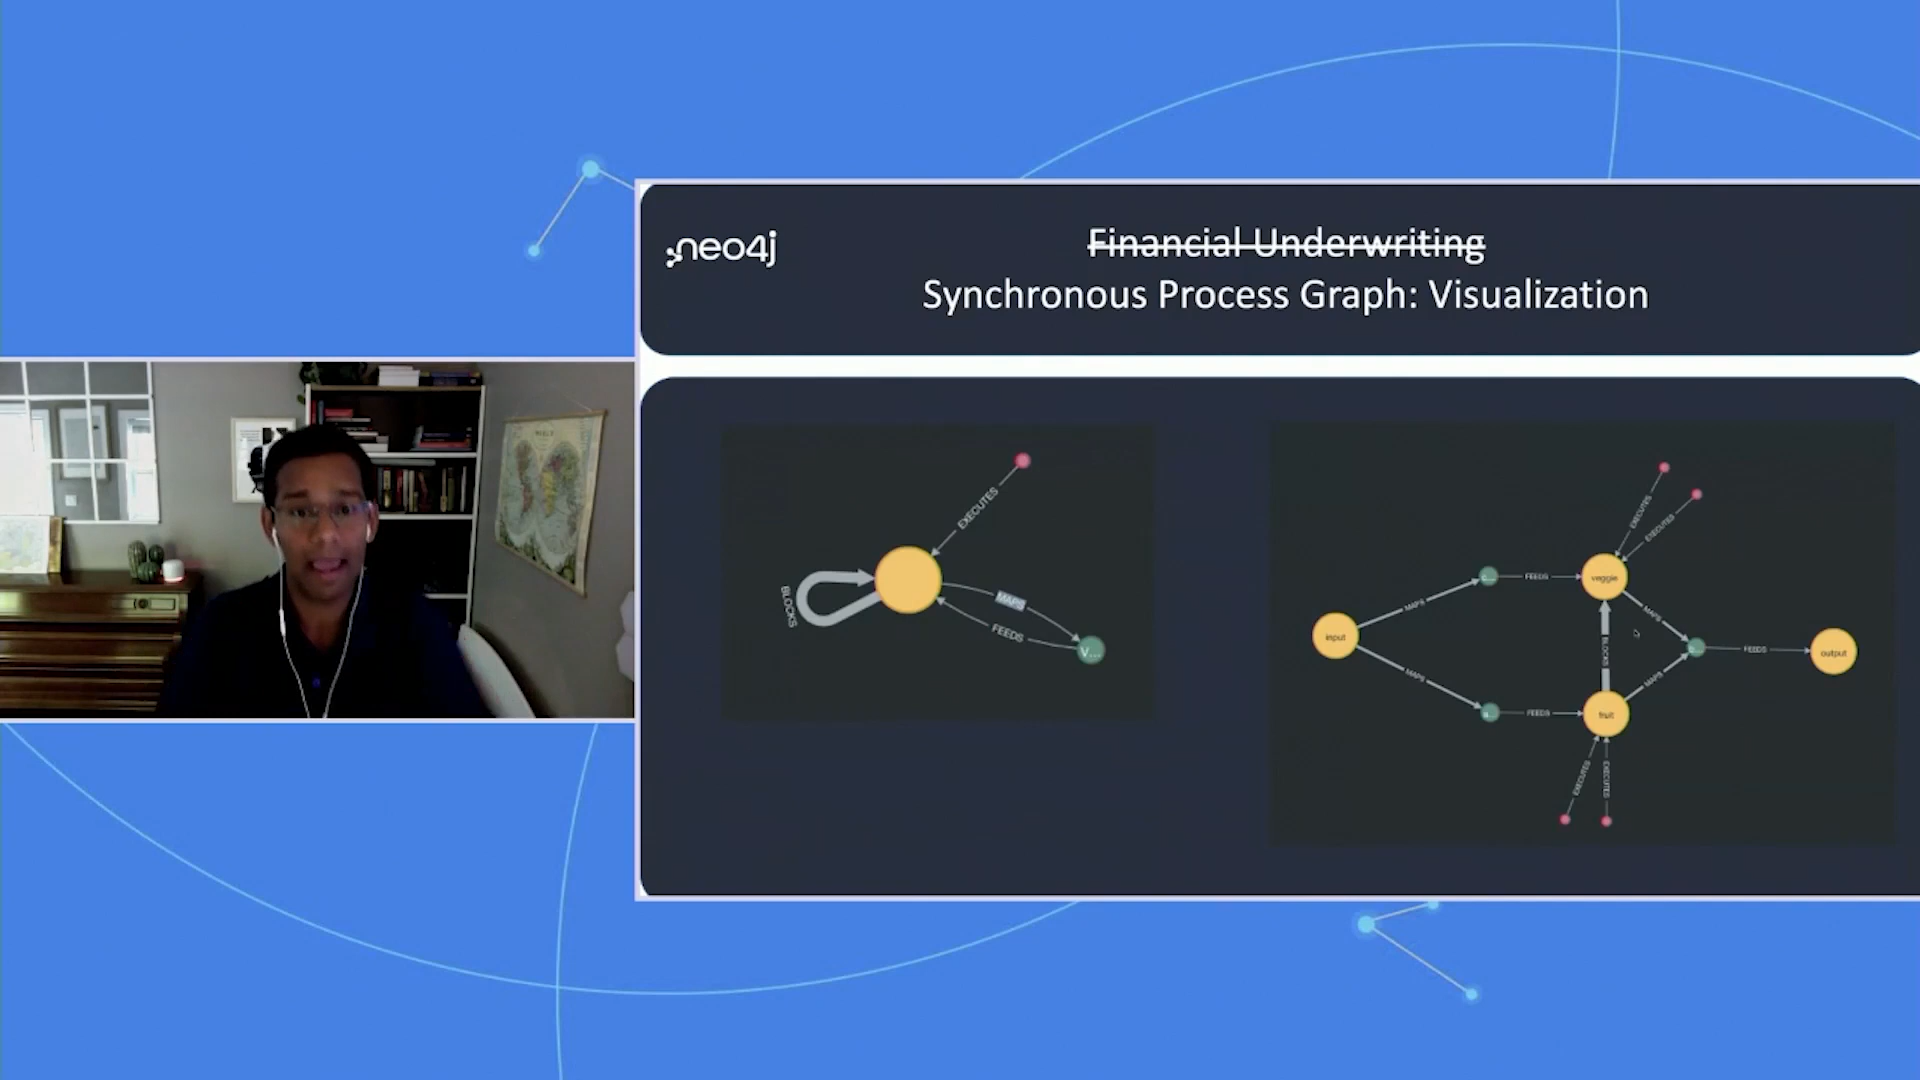 neo4j
Financial Underwriting
Synchronous Process Graph: Visualization
EXECUTES
BLOCKS
MAPS
FEEDS
V...
EXECUTES
EXECUTES
FEEDS
veggie
MAPS
MAPS
input
BLOCKS
FEEDS
output
MAPS
MAPS
FEEDS
fruit
EXECUTES
EXECUTES